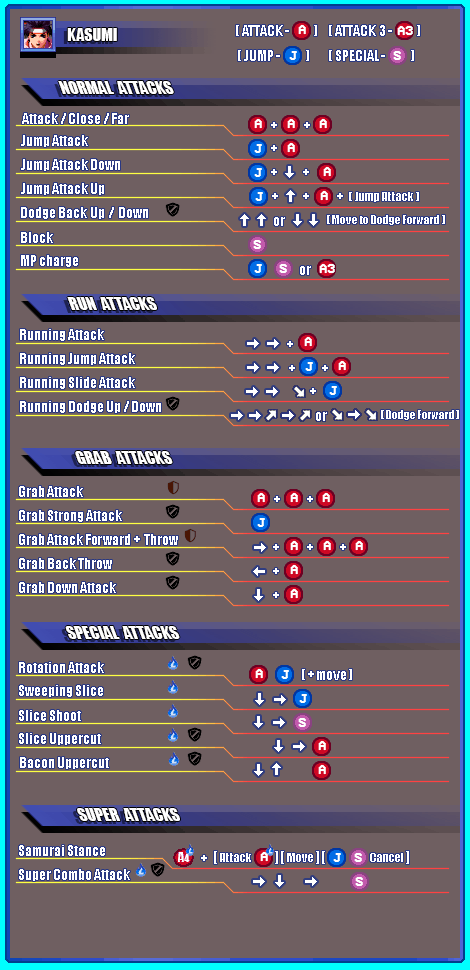 KASUMI [ ATTACK - A ] [ ATTACK 3 - A3 ]
[ JUMP - J ] [ SPECIAL - S ]
NORMAL ATTACKS
Attack / Close / Far A + A + A
Jump Attack J + A
Jump Attack Down J + ↓ + A
Jump Attack Up J + ↑ + A + [ Jump Attack ]
Dodge Back Up / Down ↑ ↑ or ↓ ↓ [ Move to Dodge Forward ]
Block S
MP charge J S or A3
RUN ATTACKS
Running Attack → → + A
Running Jump Attack → → + J + A
Running Slide Attack → → ↘ + J
Running Dodge Up / Down → → ↗ → ↗ or ↘ → ↘ [ Dodge Forward ]
GRAB ATTACKS
Grab Attack A + A + A
Grab Strong Attack J
Grab Attack Forward + Throw → + A + A + A
Grab Back Throw ← + A
Grab Down Attack ↓ + A
SPECIAL ATTACKS
Rotation Attack A J [ + move ]
Sweeping Slice ↓ → J
Slice Shoot ↓ → S
Slice Uppercut ↓ → A
Bacon Uppercut ↓ ↑ A
SUPER ATTACKS
Samurai Stance A4 + [ Attack A ] [ Move ] [ J S Cancel ]
Super Combo Attack → ↓ → S